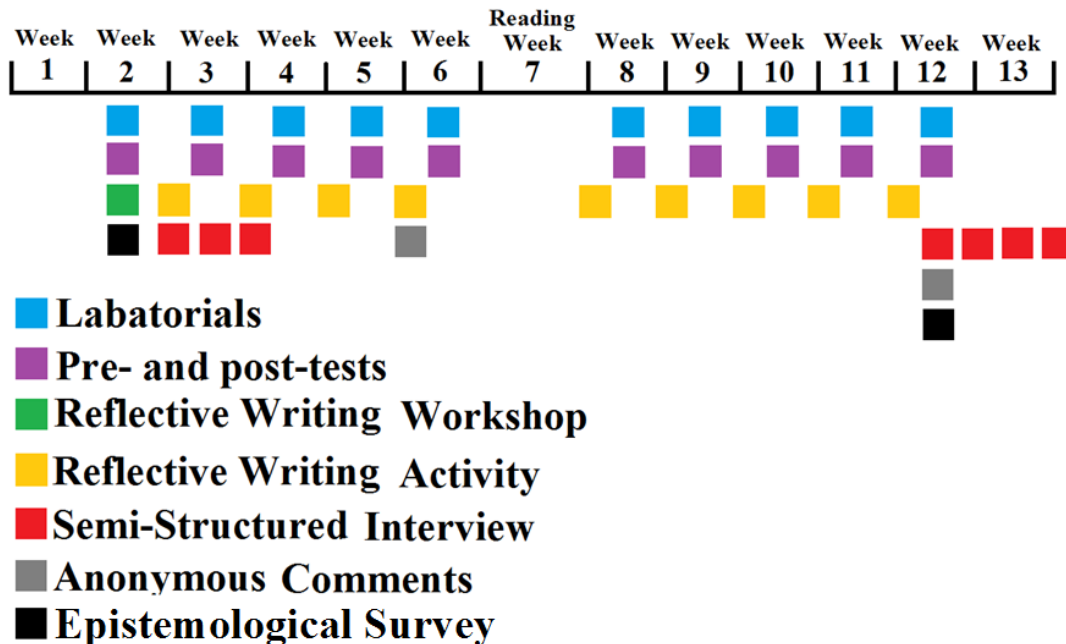 Reading
Week Week Week Week Week Week Week Week Week Week Week Week Week
1 2 3 4 5 6 7 8 9 10 11 12 13
Labatorials
Pre- and post-tests
Reflective Writing Workshop
Reflective Writing Activity
Semi-Structured Interview
Anonymous Comments
Epistemological Survey